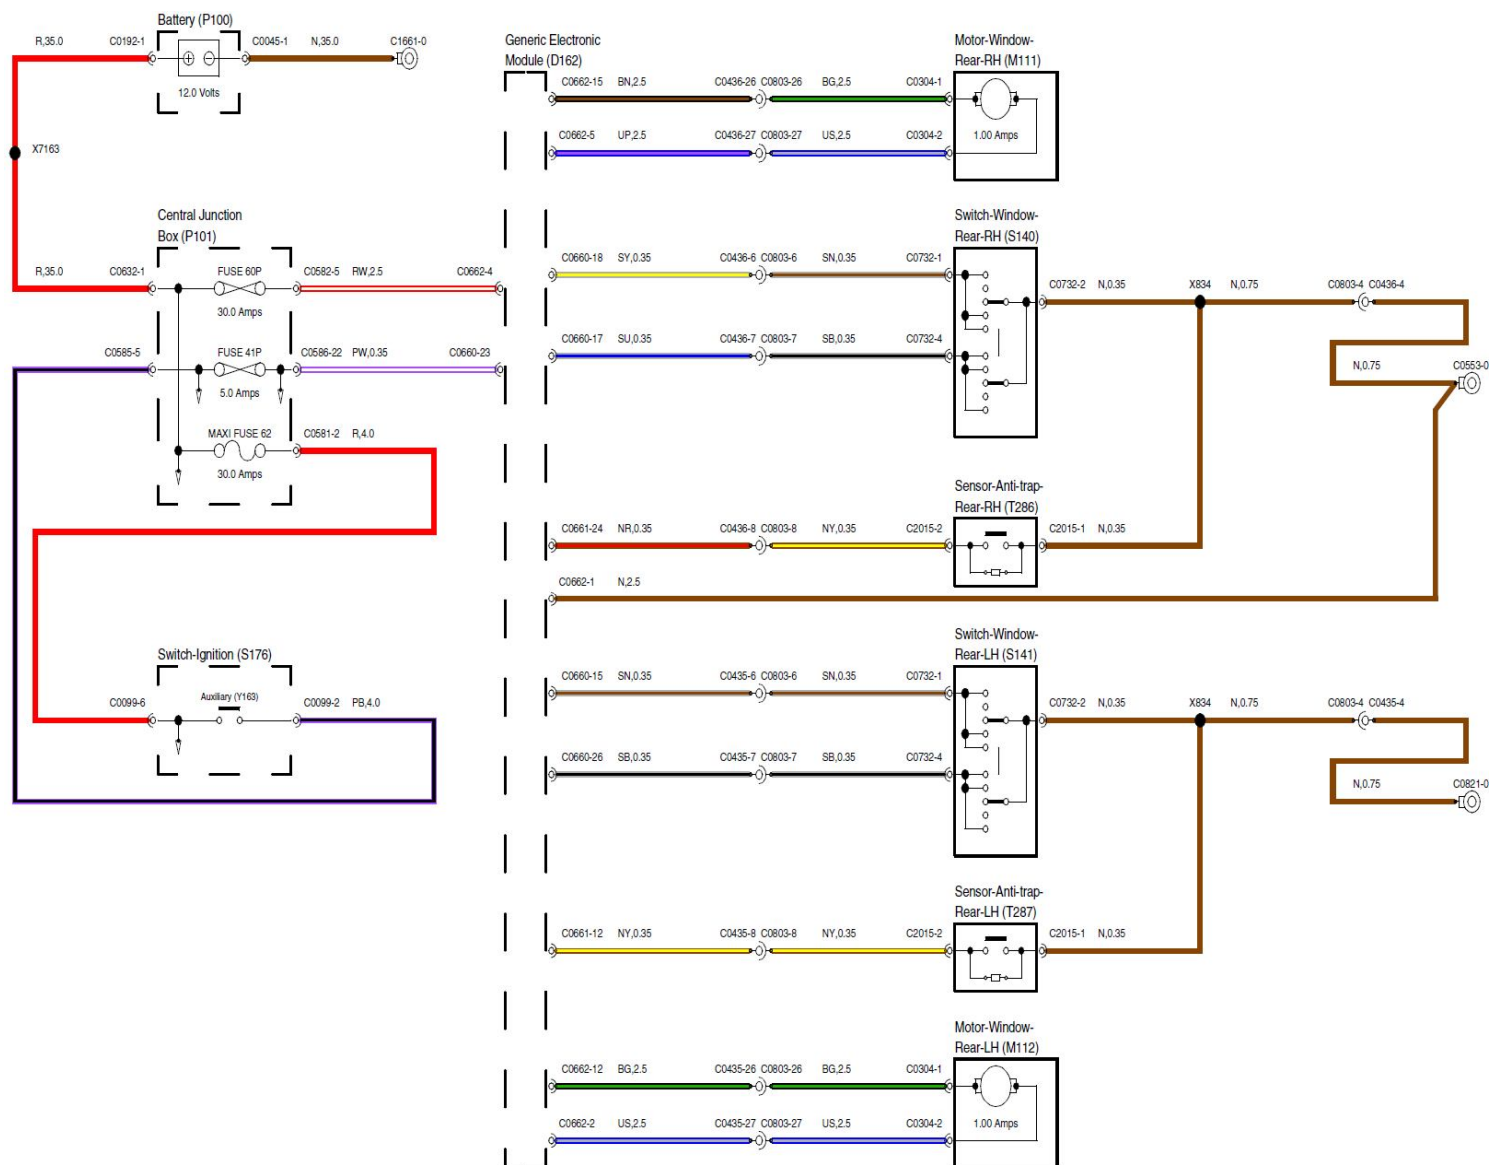 Battery (P100)
R,35.0 C0192-1 C0045-1 N,35.0 C1661-0
12.0 Volts
X7163
Central Junction
Box (P101)
R,35.0 C0632-1 FUSE 60P C0582-5 RW,2.5 C0662-4
30.0 Amps
C0585-5 FUSE 41P C0586-22 PW,0.35 C0660-23
5.0 Amps
MAXI FUSE 62 C0581-2 R,4.0
30.0 Amps
Switch-Ignition (S176)
C0099-6 Auxiliary (Y163) C0099-2 PB,4.0
Generic Electronic
Module (D162)
Motor-Window-
Rear-RH (M111)
C0662-15 BN,2.5 C0436-26 C0803-26 BG,2.5 C0304-1
C0662-5 UP,2.5 C0436-27 C0803-27 US,2.5 C0304-2 1.00 Amps
Switch-Window-
Rear-RH (S140)
C0660-18 SY,0.35 C0436-6 C0803-6 SN,0.35 C0732-1
C0732-2 N,0.35 X834 N,0.75 C0803-4 C0436-4
C0660-17 SU,0.35 C0436-7 C0803-7 SB,0.35 C0732-4
N,0.75 C0553-0
Sensor-Anti-trap-
Rear-RH (T286)
C0661-24 NR,0.35 C0436-8 C0803-8 NY,0.35 C2015-2 C2015-1 N,0.35
C0662-1 N,2.5
Switch-Window-
Rear-LH (S141)
C0660-15 SN,0.35 C0435-6 C0803-6 SN,0.35 C0732-1
C0732-2 N,0.35 X834 N,0.75 C0803-4 C0435-4
C0660-26 SB,0.35 C0435-7 C0803-7 SB,0.35 C0732-4
N,0.75 C0821-0
Sensor-Anti-trap-
Rear-LH (T287)
C0661-12 NY,0.35 C0435-8 C0803-8 NY,0.35 C2015-2 C2015-1 N,0.35
Motor-Window-
Rear-LH (M112)
C0662-12 BG,2.5 C0435-26 C0803-26 BG,2.5 C0304-1
C0662-2 US,2.5 C0435-27 C0803-27 US,2.5 C0304-2 1.00 Amps